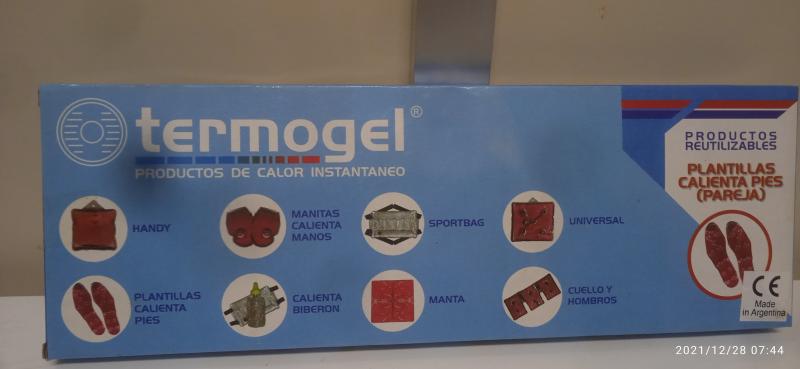 termogel®
PRODUCTOS DE CALOR INSTANTANEO
HANDY
MANITAS
CALIENTA
MANOS
SPORTBAG
UNIVERSAL
PLANTILLAS
CALIENTA
PIES
CALIENTA
BIBERON
MANTA
CUELLO Y
HOMBROS
PRODUCTOS
REUTILIZABLES
PLANTILLAS
CALIENTA PIES
(PAREJA)
CE
Made
in Argentina
2021/12/28 07:44